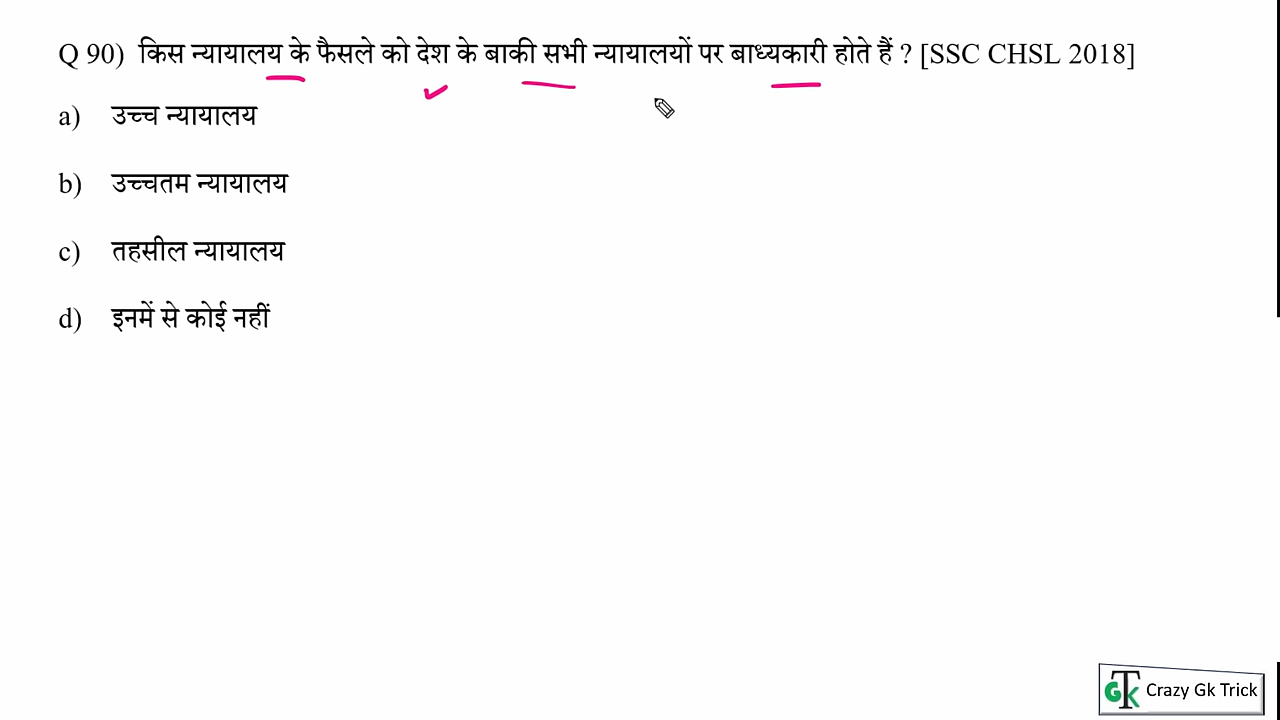 Q 90) किस न्यायालय के फैसले को देश के बाकी सभी न्यायालयों पर बाध्यकारी होते हैं ? [SSC CHSL 2018]
a) उच्च न्यायालय
b) उच्चतम न्यायालय
c) तहसील न्यायालय
d) इनमें से कोई नहीं
GTK Crazy Gk Trick